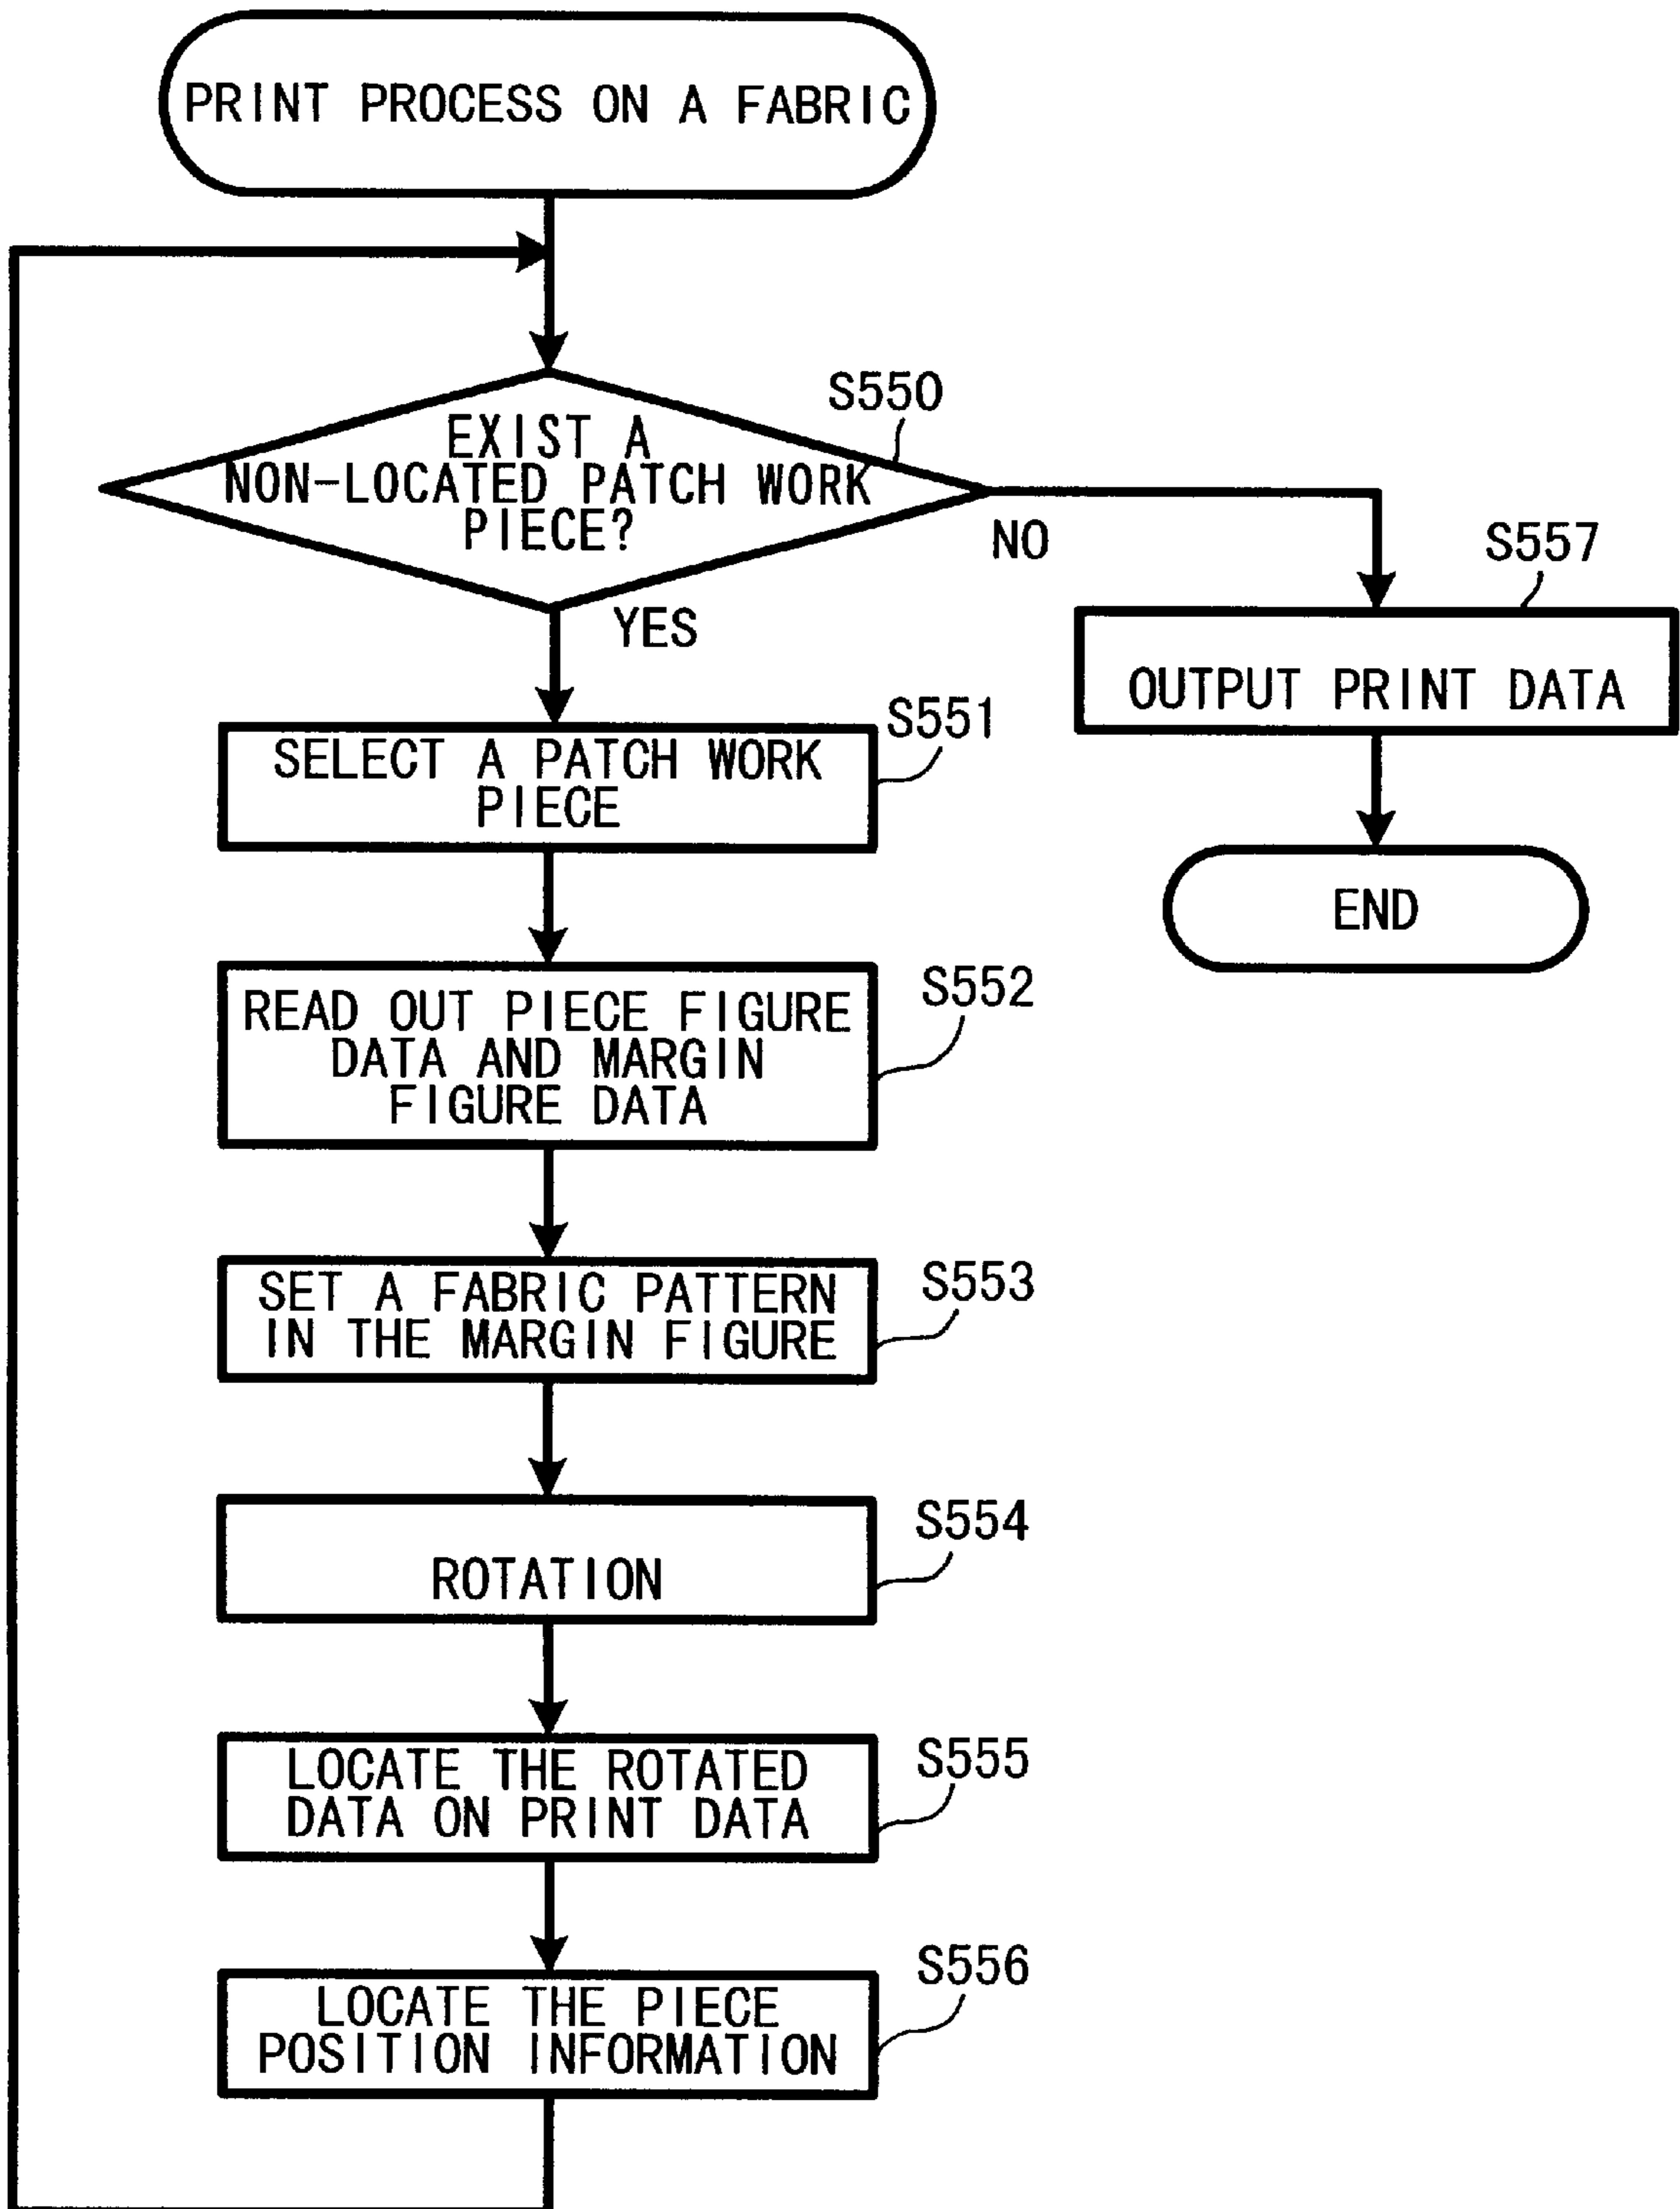 PRINT PROCESS ON A FABRIC
S550
EXIST A
NON-LOCATED PATCH WORK
PIECE?
NO
YES
S557
OUTPUT PRINT DATA
END
S551
SELECT A PATCH WORK
PIECE
S552
READ OUT PIECE FIGURE
DATA AND MARGIN
FIGURE DATA
S553
SET A FABRIC PATTERN
IN THE MARGIN FIGURE
S554
ROTATION
S555
LOCATE THE ROTATED
DATA ON PRINT DATA
S556
LOCATE THE PIECE
POSITION INFORMATION